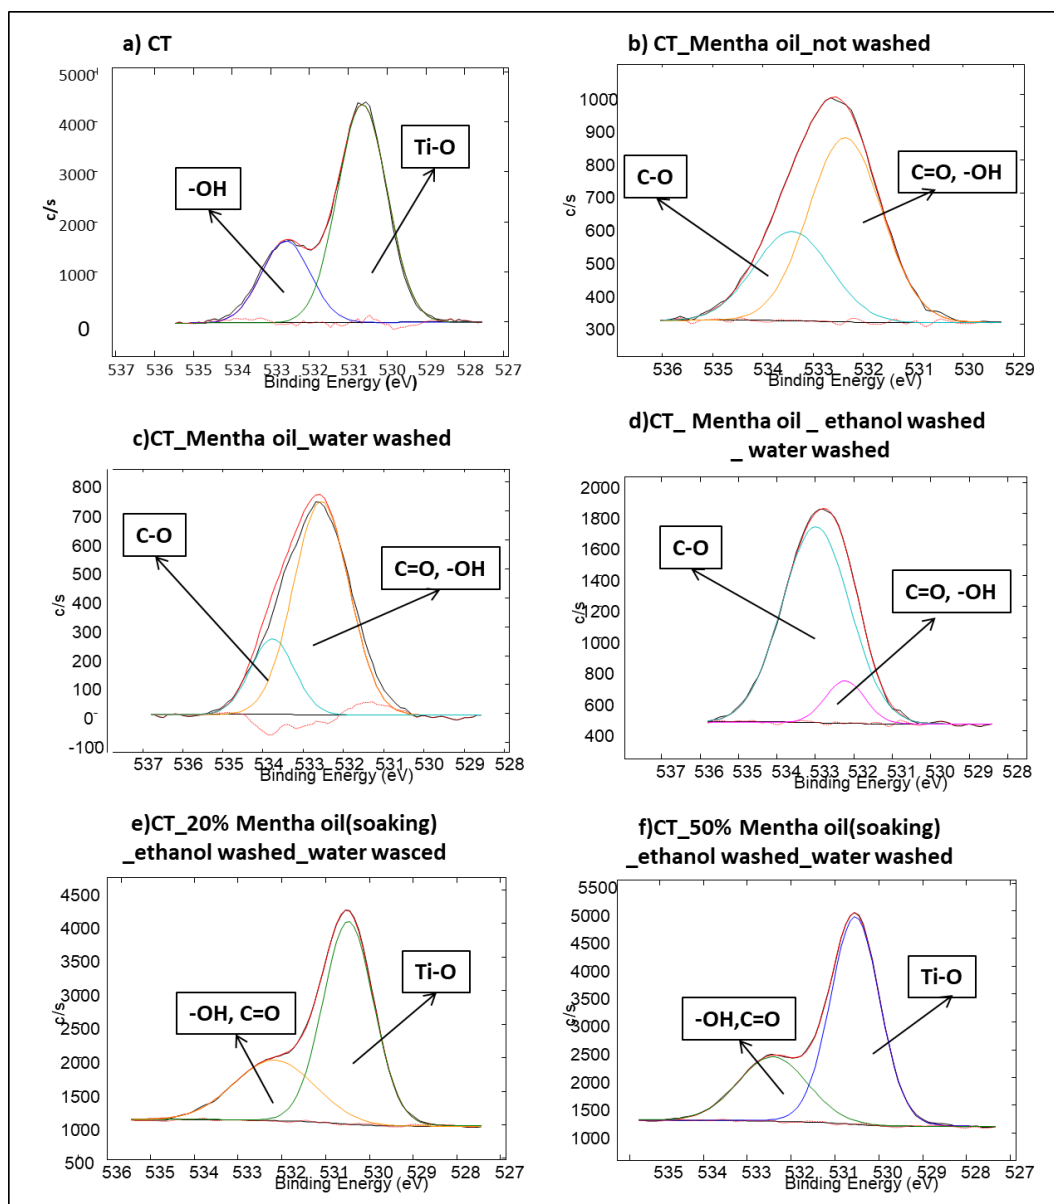 a) CT
5000
4000
3000
2000
1000
0
c/s
-OH
Ti-O
537 536 535 534 533 532 531 530 529 528 527
Binding Energy (eV)
b) CT_Mentha oil_not washed
1000
900
800
700
600
500
400
300
c/s
C-O
C=O, -OH
536 535 534 533 532 531 530 529
Binding Energy (eV)
c)CT_Mentha oil_water washed
800
700
600
500
400
300
200
100
0
-100
c/s
C-O
C=O, -OH
537 536 535 534 533 532 531 530 529 528
Binding Energy (eV)
d)CT_ Mentha oil _ ethanol washed
_ water washed
2000
1800
1600
1400
1200
1000
800
600
400
c/s
C-O
C=O, -OH
537 536 535 534 533 532 531 530 529 528
Binding Energy (eV)
e)CT_20% Mentha oil(soaking)
_ethanol washed_water wasced
4500
4000
3500
3000
2500
2000
1500
1000
500
c/s
-OH, C=O
Ti-O
536 535 534 533 532 531 530 529 528 527
Binding Energy (eV)
f)CT_50% Mentha oil(soaking)
_ethanol washed_water washed
5500
5000
4500
4000
3500
3000
2500
2000
1500
1000
c/s
-OH,C=O
Ti-O
535 534 533 532 531 530 529 528 527
Binding Energy (eV)